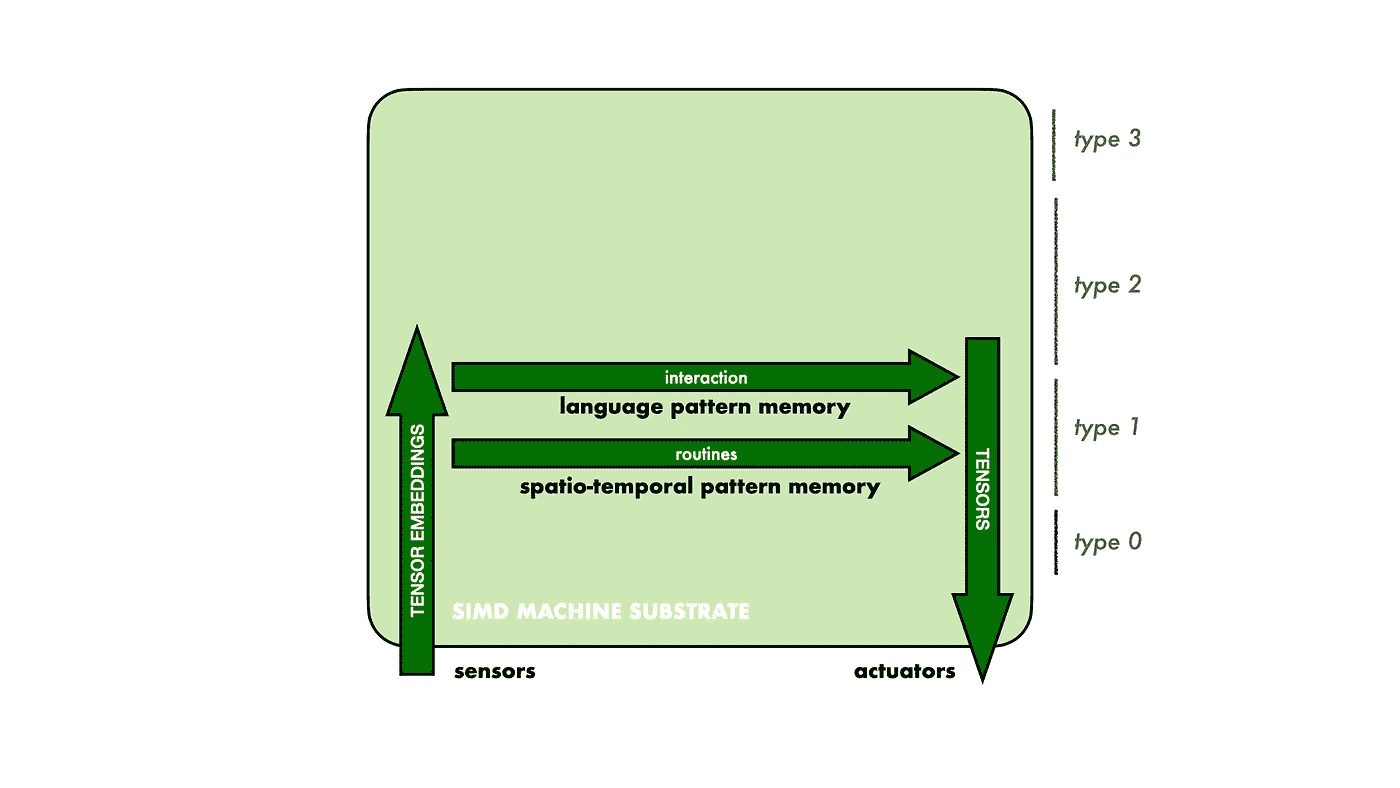 type 3
type 2
interaction
language pattern memory
type 1
TENSOR EMBEDDINGS
routines
TENSORS
spatio-temporal pattern memory
type 0
SIMD MACHINE SUBSTRATE
sensors
actuators